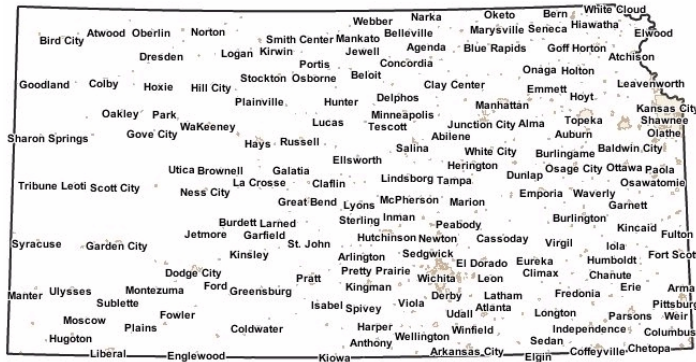 White Cloud
Bern
Oketo
Narka
Webber
Hiawatha
Seneca
Marysville
Belleville
Elwood
Norton
Oberlin
Atwood
Bird City
Smith Center
Mankato
Agenda
Blue Rapids
Goff
Horton
Jewell
Kirwin
Logan
Dresden
Atchison
Portis
Concordia
Onaga
Holton
Beloit
Stockton
Osborne
Goodland
Colby
Hoxie
Hill City
Clay Center
Emmett
Leavenworth
Hoyt
Delphos
Hunter
Plainville
Manhattan
Kansas City
Oakley
Park
Minneapolis
Topeka
Shawnee
WaKeeney
Lucas
Tescott
Junction City
Alma
Gove City
Abilene
Auburn
Olathe
Sharon Springs
Hays
Russell
Salina
White City
Burlingame
Baldwin City
Ellsworth
Herington
Osage City
Ottawa
Paola
Utica
Brownell
Galatia
Dunlap
Tribune
Leoti
Scott City
La Crosse
Claflin
Lindsborg
Tampa
Osawatomie
Ness City
Emporia
Waverly
Great Bend
Lyons
McPherson
Marion
Garnett
Burdett
Larned
Sterling
Inman
Peabody
Burlington
Kincaid
Jetmore
Garfield
Hutchinson
Newton
Cassoday
Virgil
Fulton
Syracuse
Garden City
St. John
Iola
Kinsley
Arlington
Sedgwick
El Dorado
Eureka
Humboldt
Fort Scot
Dodge City
Pratt
Pretty Prairie
Wichita
Leon
Climax
Chanute
Manter
Ulysses
Montezuma
Ford
Greensburg
Kingman
Derby
Latham
Fredonia
Erie
Arma
Sublette
Isabel
Spivey
Viola
Udall
Atlanta
Longton
Parsons
Weir
Pittsburg
Moscow
Plains
Fowler
Coldwater
Harper
Winfield
Independence
Columbus
Hugoton
Anthony
Wellington
Sedan
Liberal
Englewood
Kiowa
Arkansas City
Elgin
Coffeyville
Chetopa